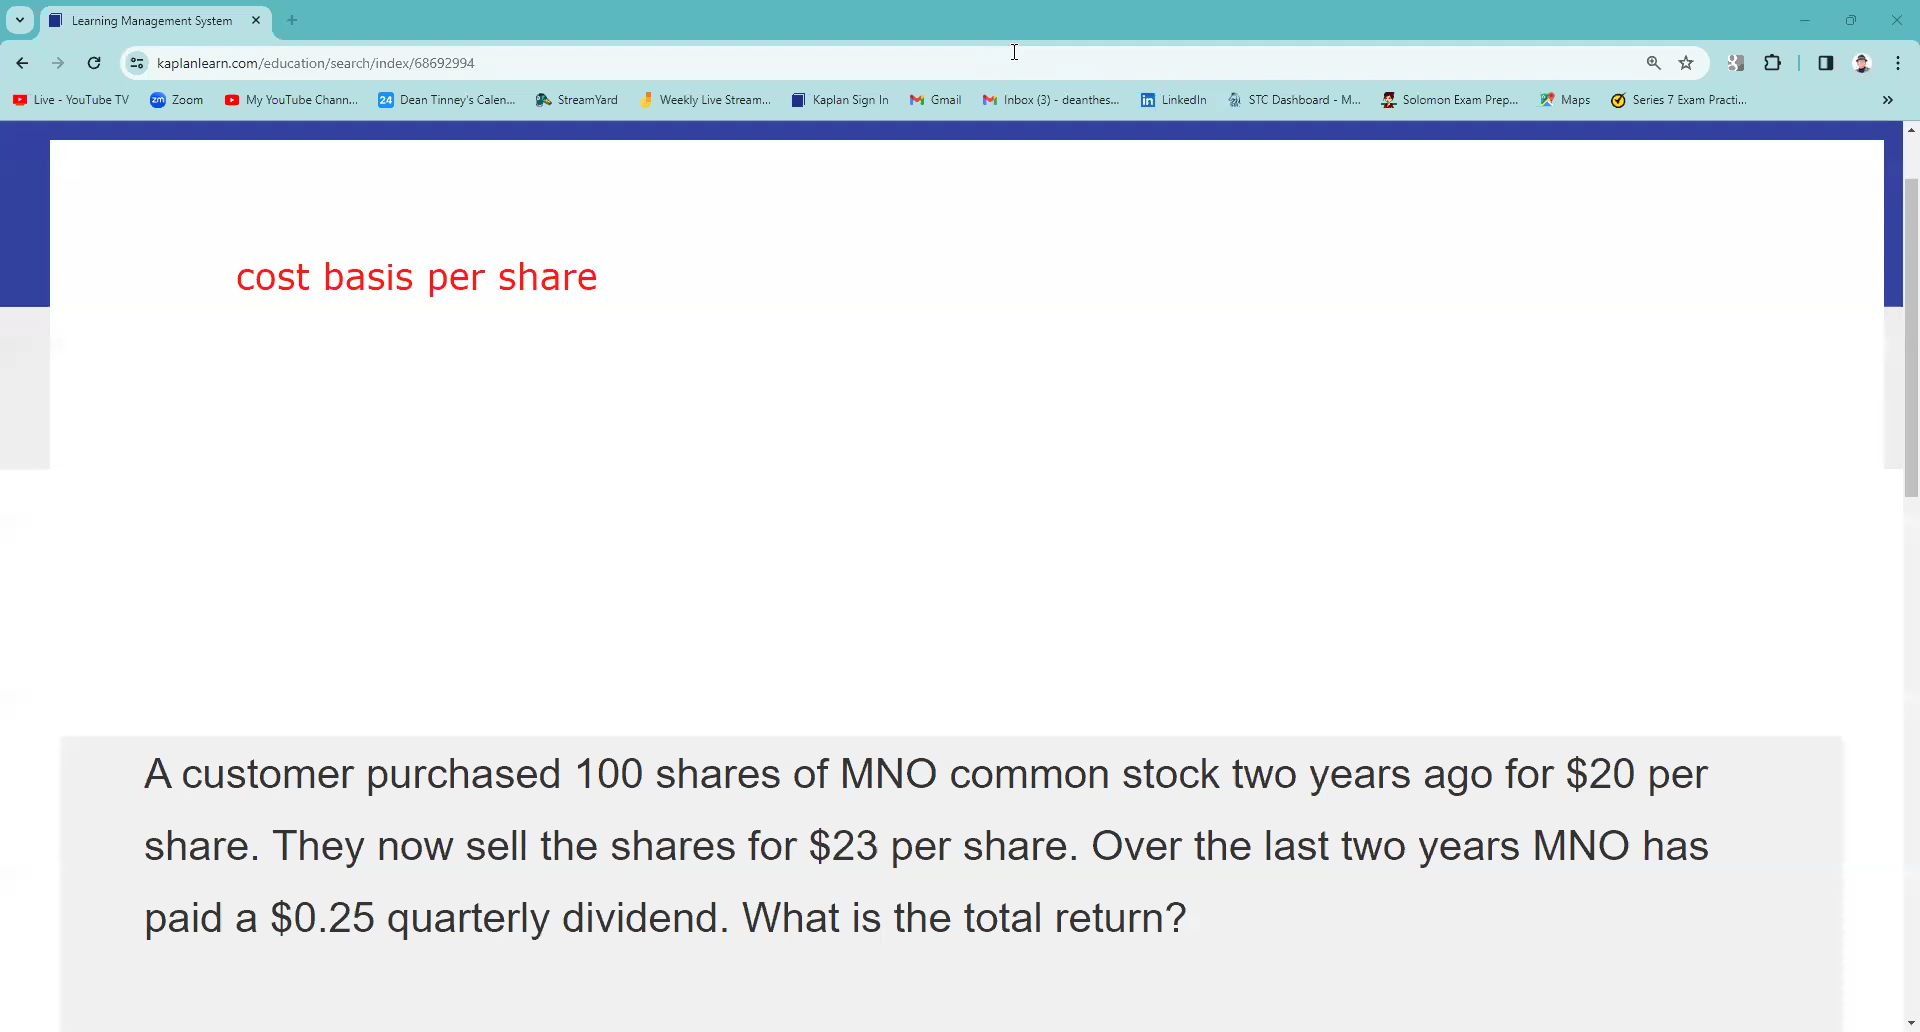 Learning Management System
kaplanlearn.com/education/search/index/68692994
Live - YouTube TV
zm Zoom
My YouTube Chann...
24 Dean Tinney's Calen...
StreamYard
Weekly Live Stream...
Kaplan Sign In
Gmail
Inbox (3) - deanthes...
in LinkedIn
STC Dashboard - M...
Solomon Exam Prep...
Maps
Series 7 Exam Practi...
cost basis per share
A customer purchased 100 shares of MNO common stock two years ago for $20 per
share. They now sell the shares for $23 per share. Over the last two years MNO has
paid a $0.25 quarterly dividend. What is the total return?